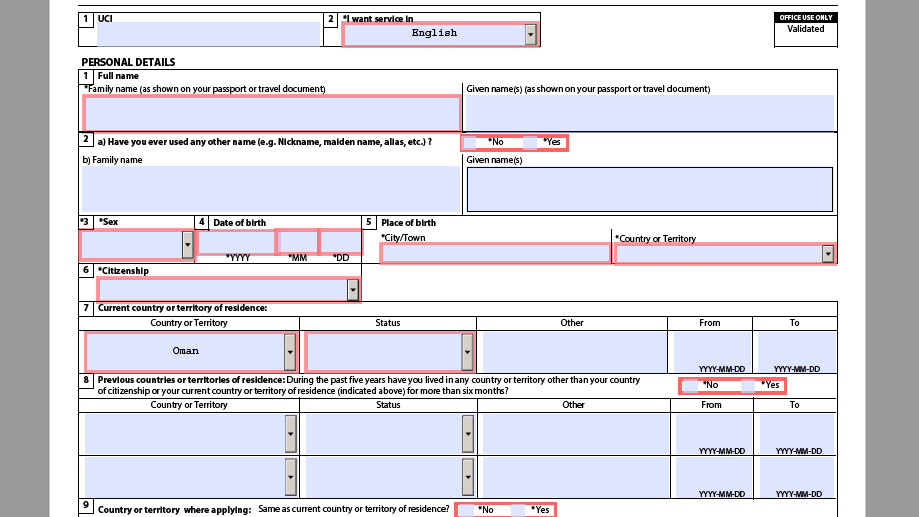 1 UCI 2 *I want service in OFFICE USE ONLY
English Validated
PERSONAL DETAILS
1 Full name
*Family name (as shown on your passport or travel document) Given name(s) (as shown on your passport or travel document)
2 a) Have you ever used any other name (e.g. Nickname, maiden name, alias, etc.) ? *No *Yes
b) Family name Given name(s)
*3 *Sex 4 Date of birth 5 Place of birth
*City/Town *Country or Territory
*YYYY *MM *DD
6 *Citizenship
7 Current country or territory of residence:
Country or Territory Status Other From To
Oman
YYYY-MM-DD YYYY-MM-DD
8 Previous countries or territories of residence: During the past five years have you lived in any country or territory other than your country *No *Yes
of citizenship or your current country or territory of residence (indicated above) for more than six months?
Country or Territory Status Other From To
YYYY-MM-DD YYYY-MM-DD
YYYY-MM-DD YYYY-MM-DD
9 Country or territory where applying: Same as current country or territory of residence? *No *Yes